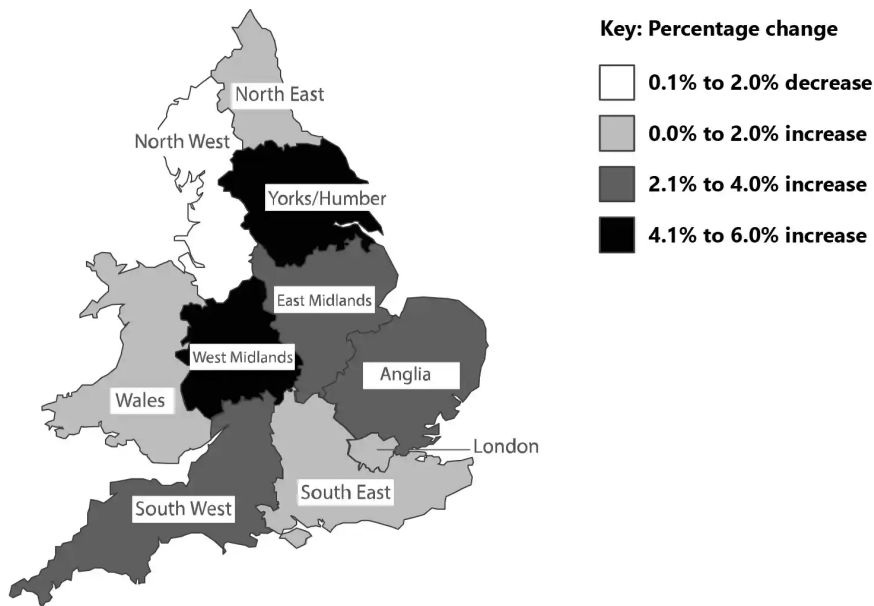 Key: Percentage change
0.1% to 2.0% decrease
0.0% to 2.0% increase
2.1% to 4.0% increase
4.1% to 6.0% increase
North East
North West
Yorks/Humber
East Midlands
West Midlands
Anglia
Wales
London
South East
South West